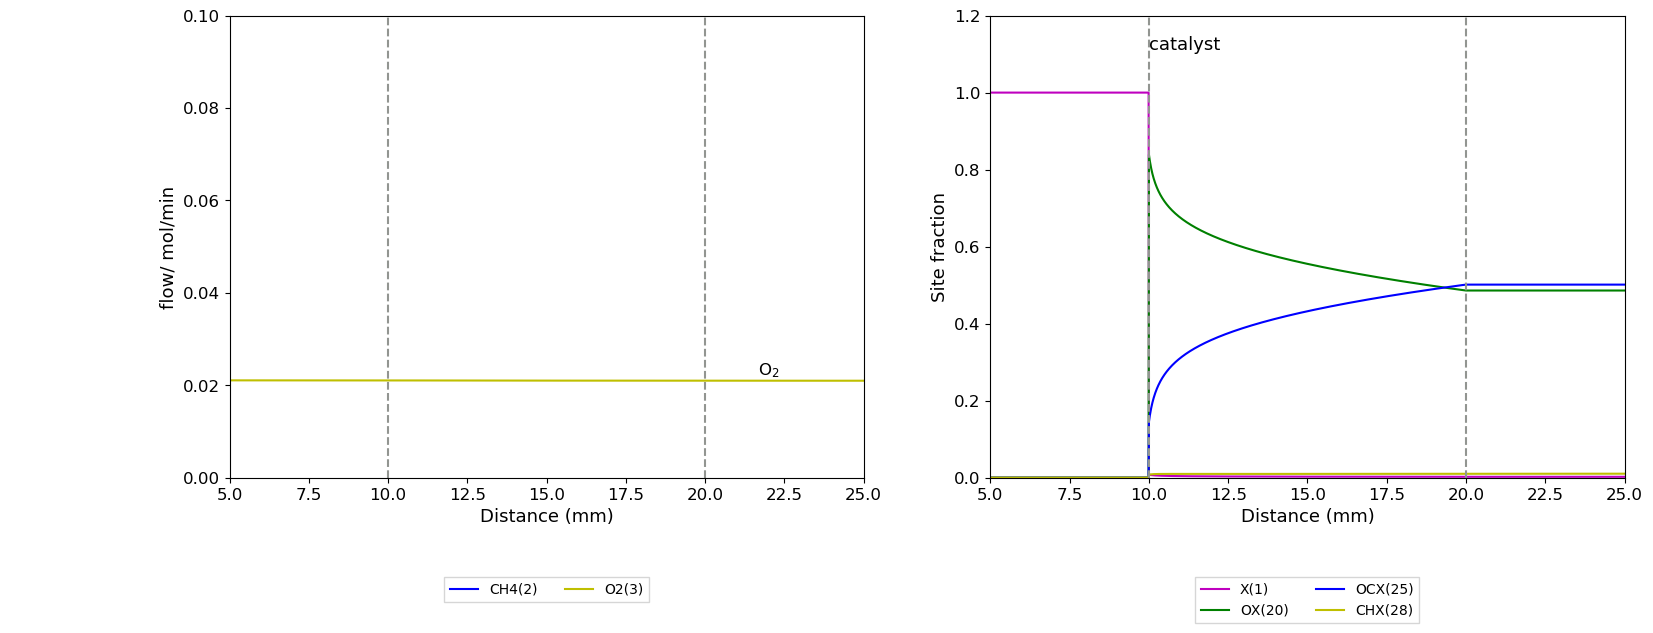 0.10
0.08
0.06
0.04
0.02
0.00
flow/ mol/min
O₂
5.0 7.5 10.0 12.5 15.0 17.5 20.0 22.5 25.0
Distance (mm)
CH4(2) O2(3)
1.2
1.0
0.8
0.6
0.4
0.2
0.0
Site fraction
catalyst
5.0 7.5 10.0 12.5 15.0 17.5 20.0 22.5 25.0
Distance (mm)
X(1) OCX(25)
OX(20) CHX(28)